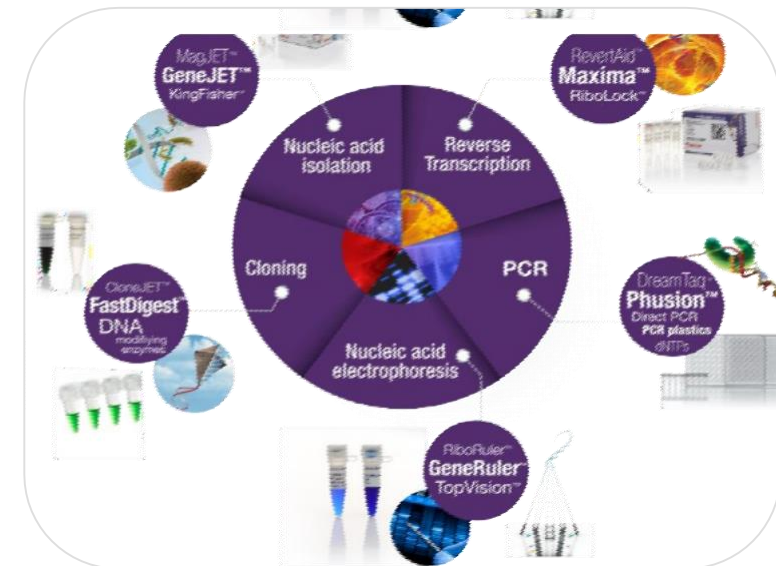 MagJET™
GeneJET™
KingFisher™
RevertAid™
Maxima™
RiboLock™
Nucleic acid
isolation
Reverse
Transcription
Cloning
PCR
Nucleic acid
electrophoresis
CloneJET™
FastDigest™
DNA
modifiying
enzymes
DreamTaq™
Phusion™
Direct PCR
PCR plastics
dNTPs
RiboRuler™
GeneRuler™
TopVision™